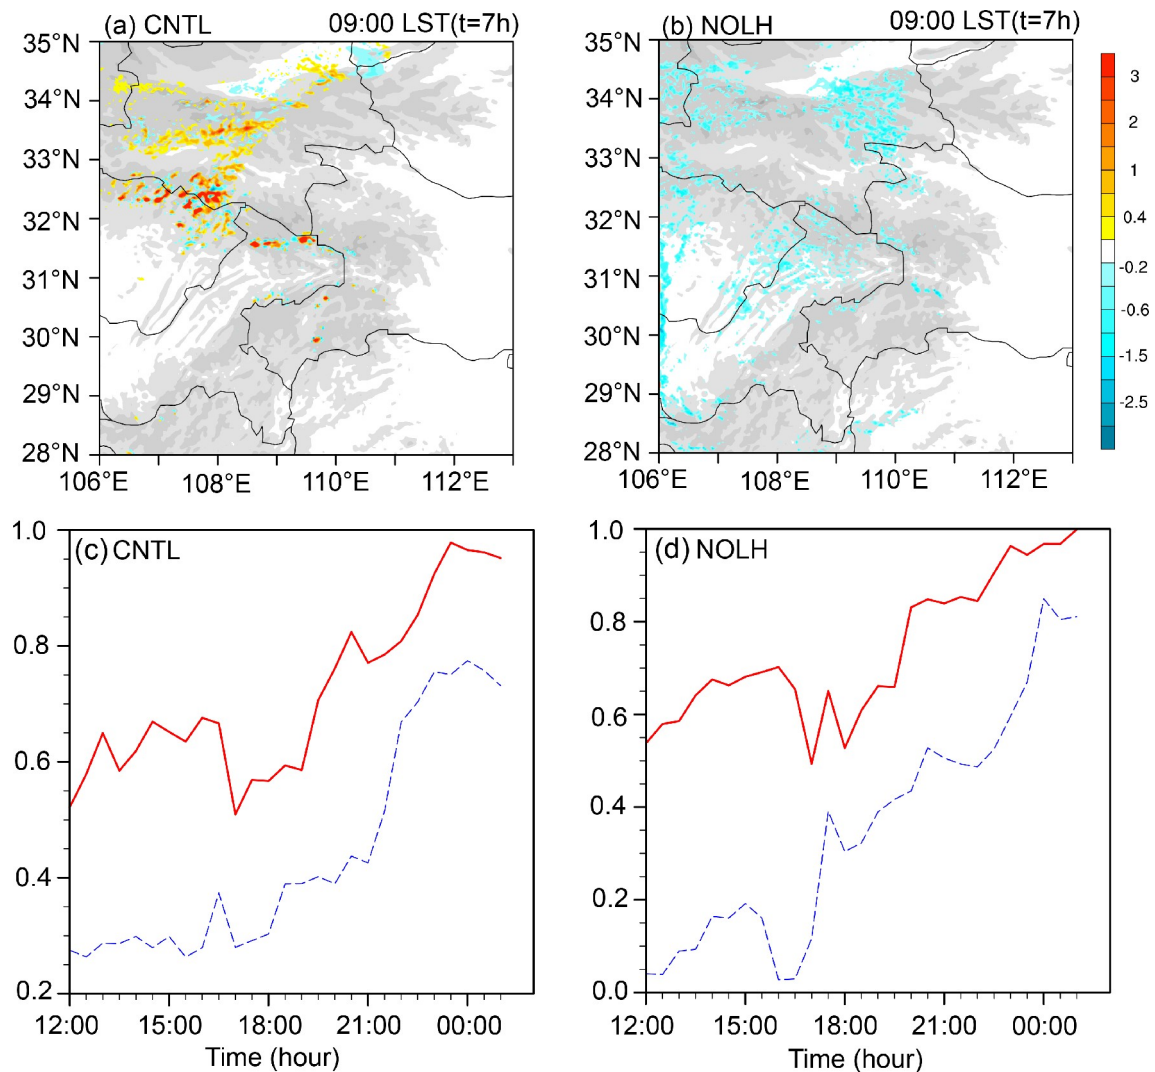 (a) CNTL 09:00 LST(t=7h)
(b) NOLH 09:00 LST(t=7h)
35°N
34°N
33°N
32°N
31°N
30°N
29°N
28°N
106°E 108°E 110°E 112°E
35°N
34°N
33°N
32°N
31°N
30°N
29°N
28°N
106°E 108°E 110°E 112°E
3
2
1
0.4
-0.2
-0.6
-1.5
-2.5
(c) CNTL
1.0
0.8
0.6
0.4
0.2
12:00 15:00 18:00 21:00 00:00
Time (hour)
(d) NOLH
1.0
0.8
0.6
0.4
0.2
0.0
12:00 15:00 18:00 21:00 00:00
Time (hour)